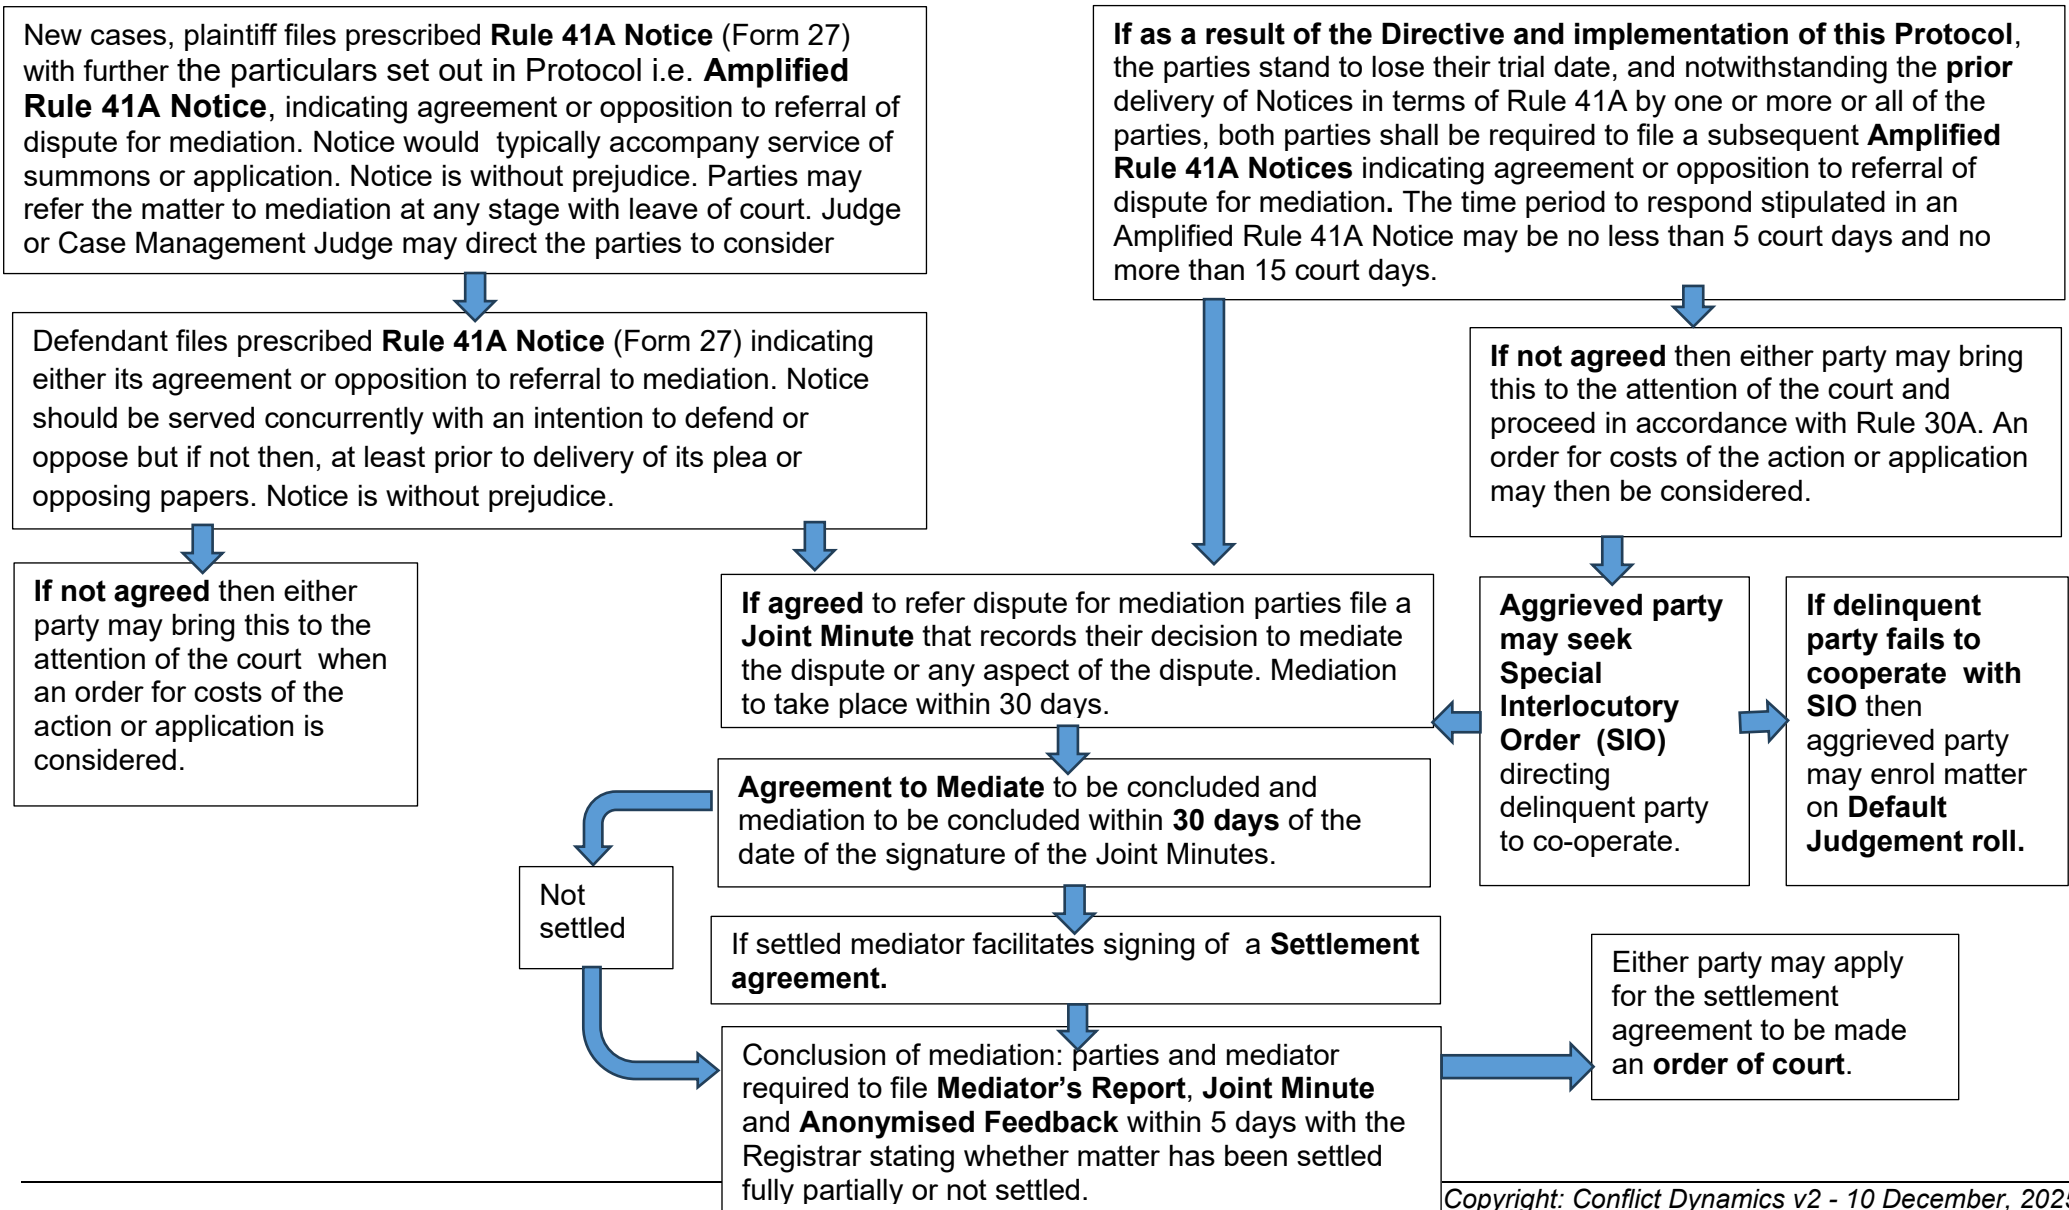 New cases, plaintiff files prescribed Rule 41A Notice (Form 27)
with further the particulars set out in Protocol i.e. Amplified
Rule 41A Notice, indicating agreement or opposition to referral of
dispute for mediation. Notice would  typically accompany service of
summons or application. Notice is without prejudice. Parties may
refer the matter to mediation at any stage with leave of court. Judge
or Case Management Judge may direct the parties to consider
If as a result of the Directive and implementation of this Protocol,
the parties stand to lose their trial date, and notwithstanding the prior
delivery of Notices in terms of Rule 41A by one or more or all of the
parties, both parties shall be required to file a subsequent Amplified
Rule 41A Notices indicating agreement or opposition to referral of
dispute for mediation. The time period to respond stipulated in an
Amplified Rule 41A Notice may be no less than 5 court days and no
more than 15 court days.
Defendant files prescribed Rule 41A Notice (Form 27) indicating
either its agreement or opposition to referral to mediation. Notice
should be served concurrently with an intention to defend or
oppose but if not then, at least prior to delivery of its plea or
opposing papers. Notice is without prejudice.
If not agreed then either party may bring
this to the attention of the court and
proceed in accordance with Rule 30A. An
order for costs of the action or application
may then be considered.
If not agreed then either
party may bring this to the
attention of the court  when
an order for costs of the
action or application is
considered.
If agreed to refer dispute for mediation parties file a
Joint Minute that records their decision to mediate
the dispute or any aspect of the dispute. Mediation
to take place within 30 days.
Aggrieved party
may seek
Special
Interlocutory
Order  (SIO)
directing
delinquent party
to co-operate.
If delinquent
party fails to
cooperate  with
SIO then
aggrieved party
may enrol matter
on Default
Judgement roll.
Agreement to Mediate to be concluded and
mediation to be concluded within 30 days of the
date of the signature of the Joint Minutes.
Not
settled
If settled mediator facilitates signing of  a Settlement
agreement.
Either party may apply
for the settlement
agreement to be made
an order of court.
Conclusion of mediation: parties and mediator
required to file Mediator’s Report, Joint Minute
and Anonymised Feedback within 5 days with the
Registrar stating whether matter has been settled
fully partially or not settled.
Copyright: Conflict Dynamics v2 - 10 December, 2025